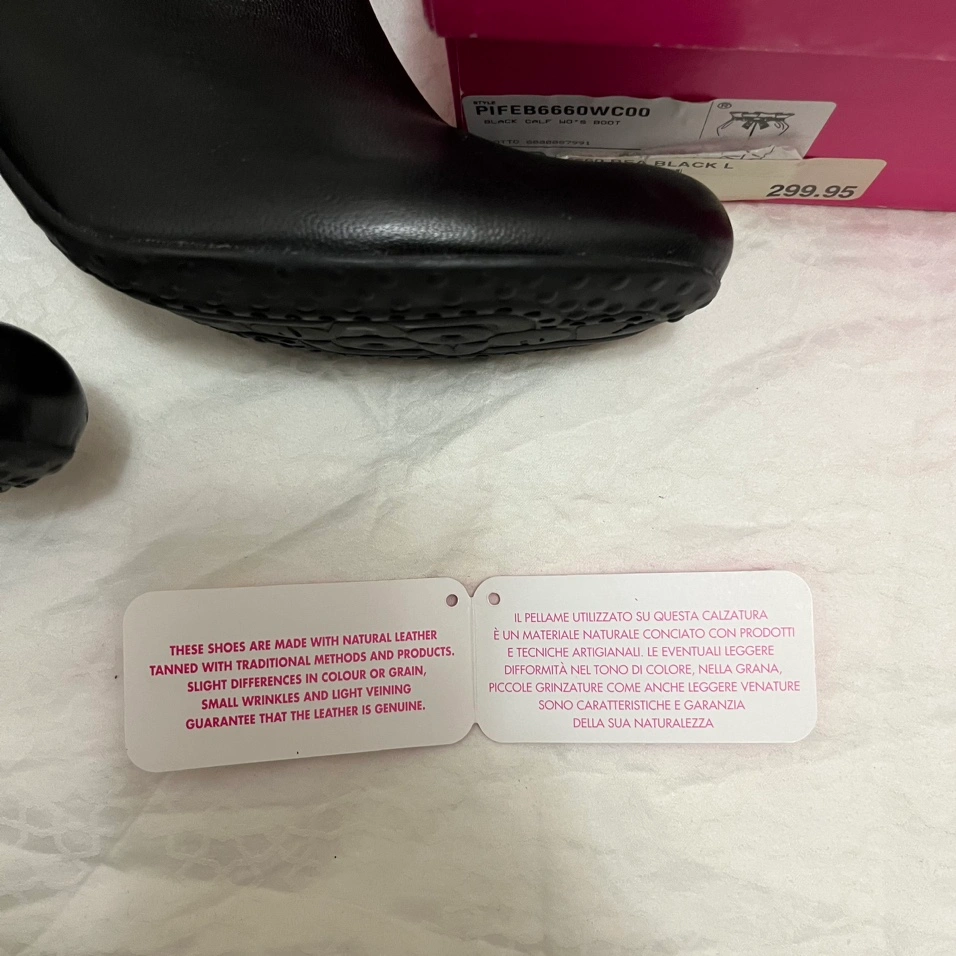 STYLE
PIFEB6660WC00
BLACK CALF WO'S BOOT
®
BLACK L
299.95
THESE SHOES ARE MADE WITH NATURAL LEATHER
TANNED WITH TRADITIONAL METHODS AND PRODUCTS.
SLIGHT DIFFERENCES IN COLOUR OR GRAIN,
SMALL WRINKLES AND LIGHT VEINING
GUARANTEE THAT THE LEATHER IS GENUINE.
IL PELLAME UTILIZZATO SU QUESTA CALZATURA
È UN MATERIALE NATURALE CONCIATO CON PRODOTTI
E TECNICHE ARTIGIANALI. LE EVENTUALI LEGGERE
DIFFORMITÀ NEL TONO DI COLORE, NELLA GRANA,
PICCOLE GRINZATURE COME ANCHE LEGGERE VENATURE
SONO CARATTERISTICHE E GARANZIA
DELLA SUA NATURALEZZA